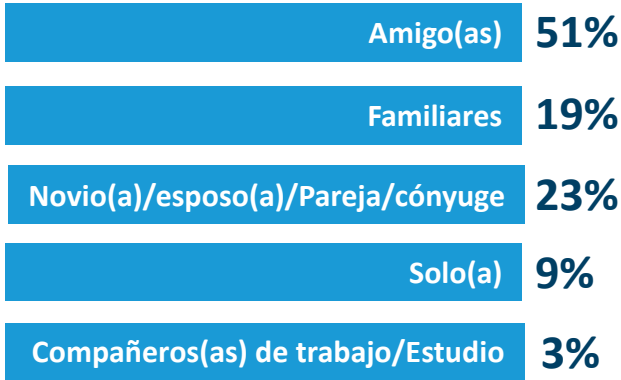 Amigo(as) 51%
Familiares 19%
Novio(a)/esposo(a)/Pareja/cónyuge 23%
Solo(a) 9%
Compañeros(as) de trabajo/Estudio 3%